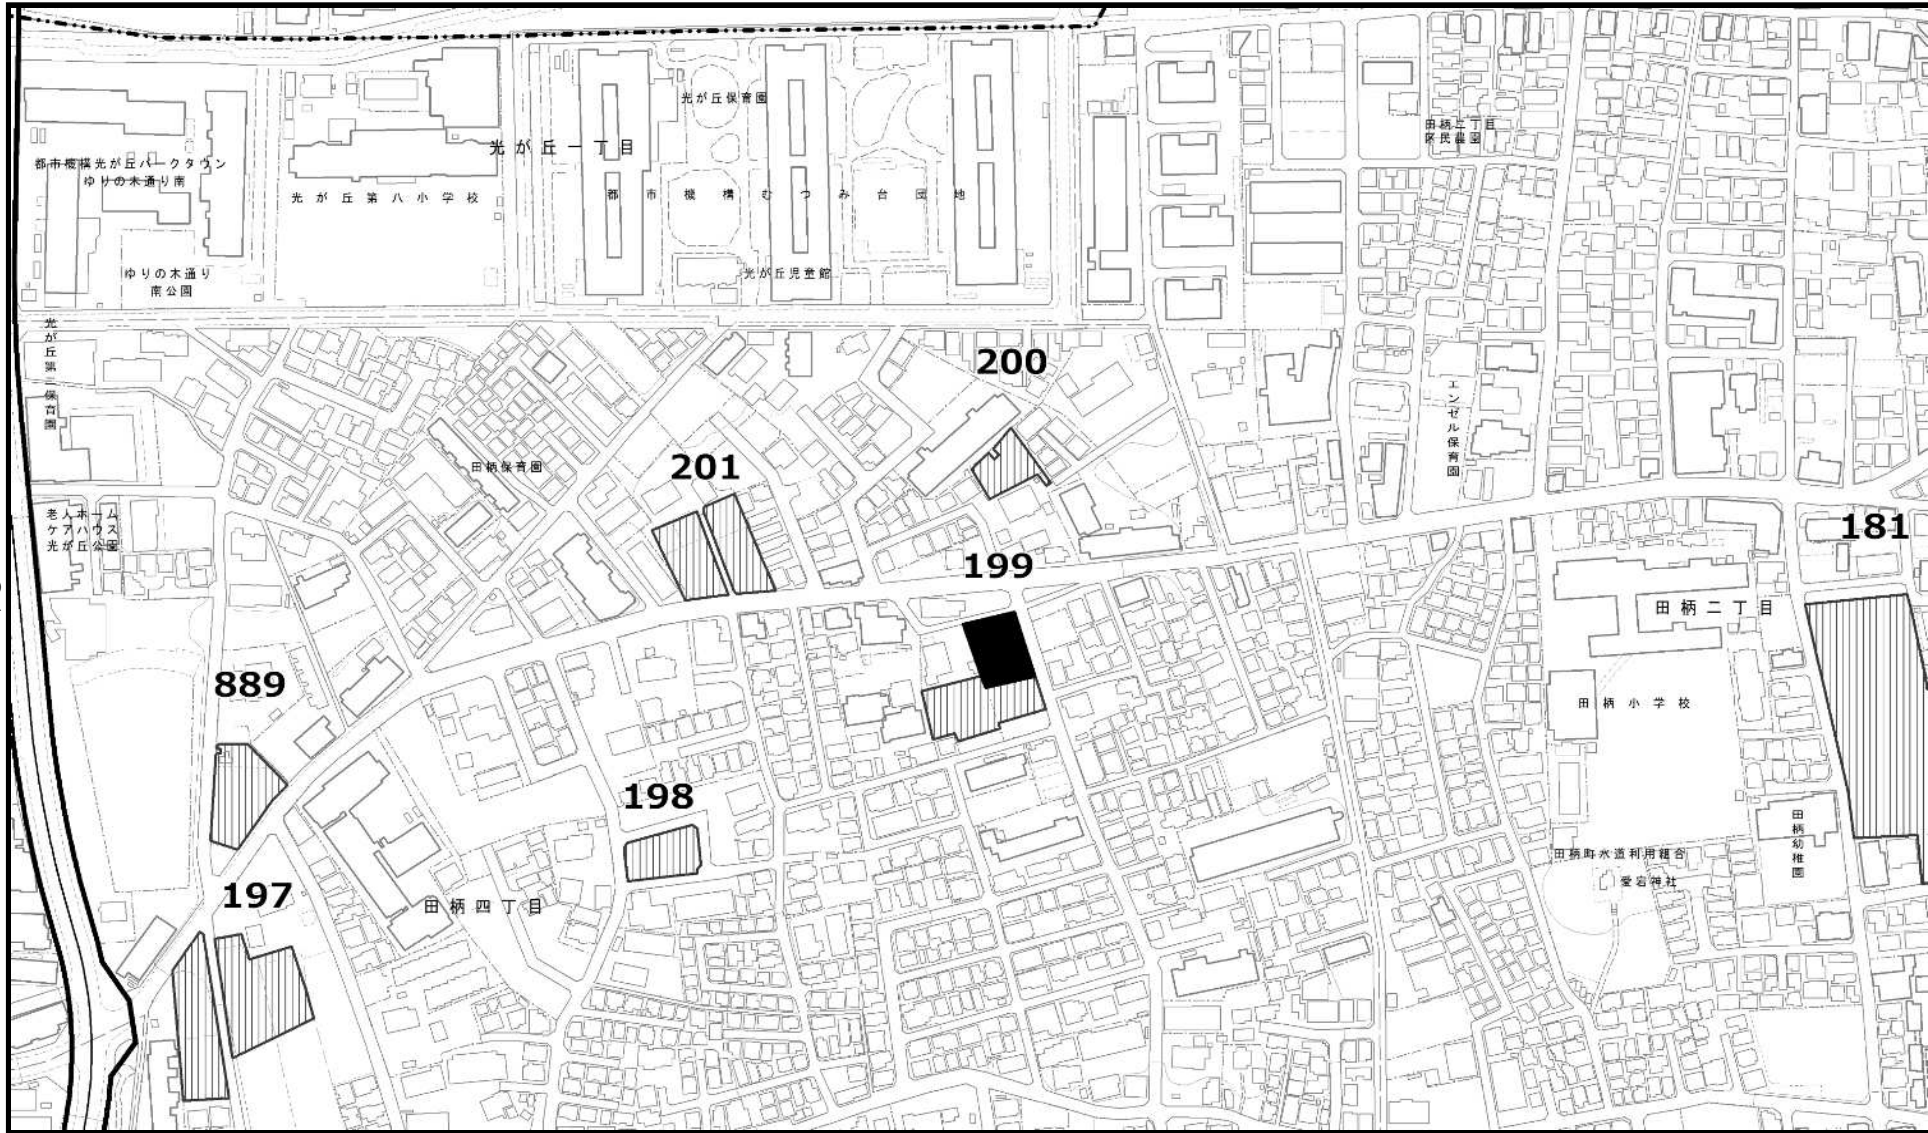 光が丘保育園
田柄二丁目
区民農園
光が丘一丁目
都市機構光が丘パークタウン
ゆりの木通り南
光が丘第八小学校
都市機構むつみ台団地
ゆりの木通り
南公園
光が丘児童館
光が丘第二保育園
200
エンゼル保育園
田柄保育園
201
老人ホーム
ケアハウス
光が丘公園
181
199
田柄二丁目
889
田柄小学校
198
田柄幼稚園
田柄町水道利用組合
愛宕神社
197
田柄四丁目